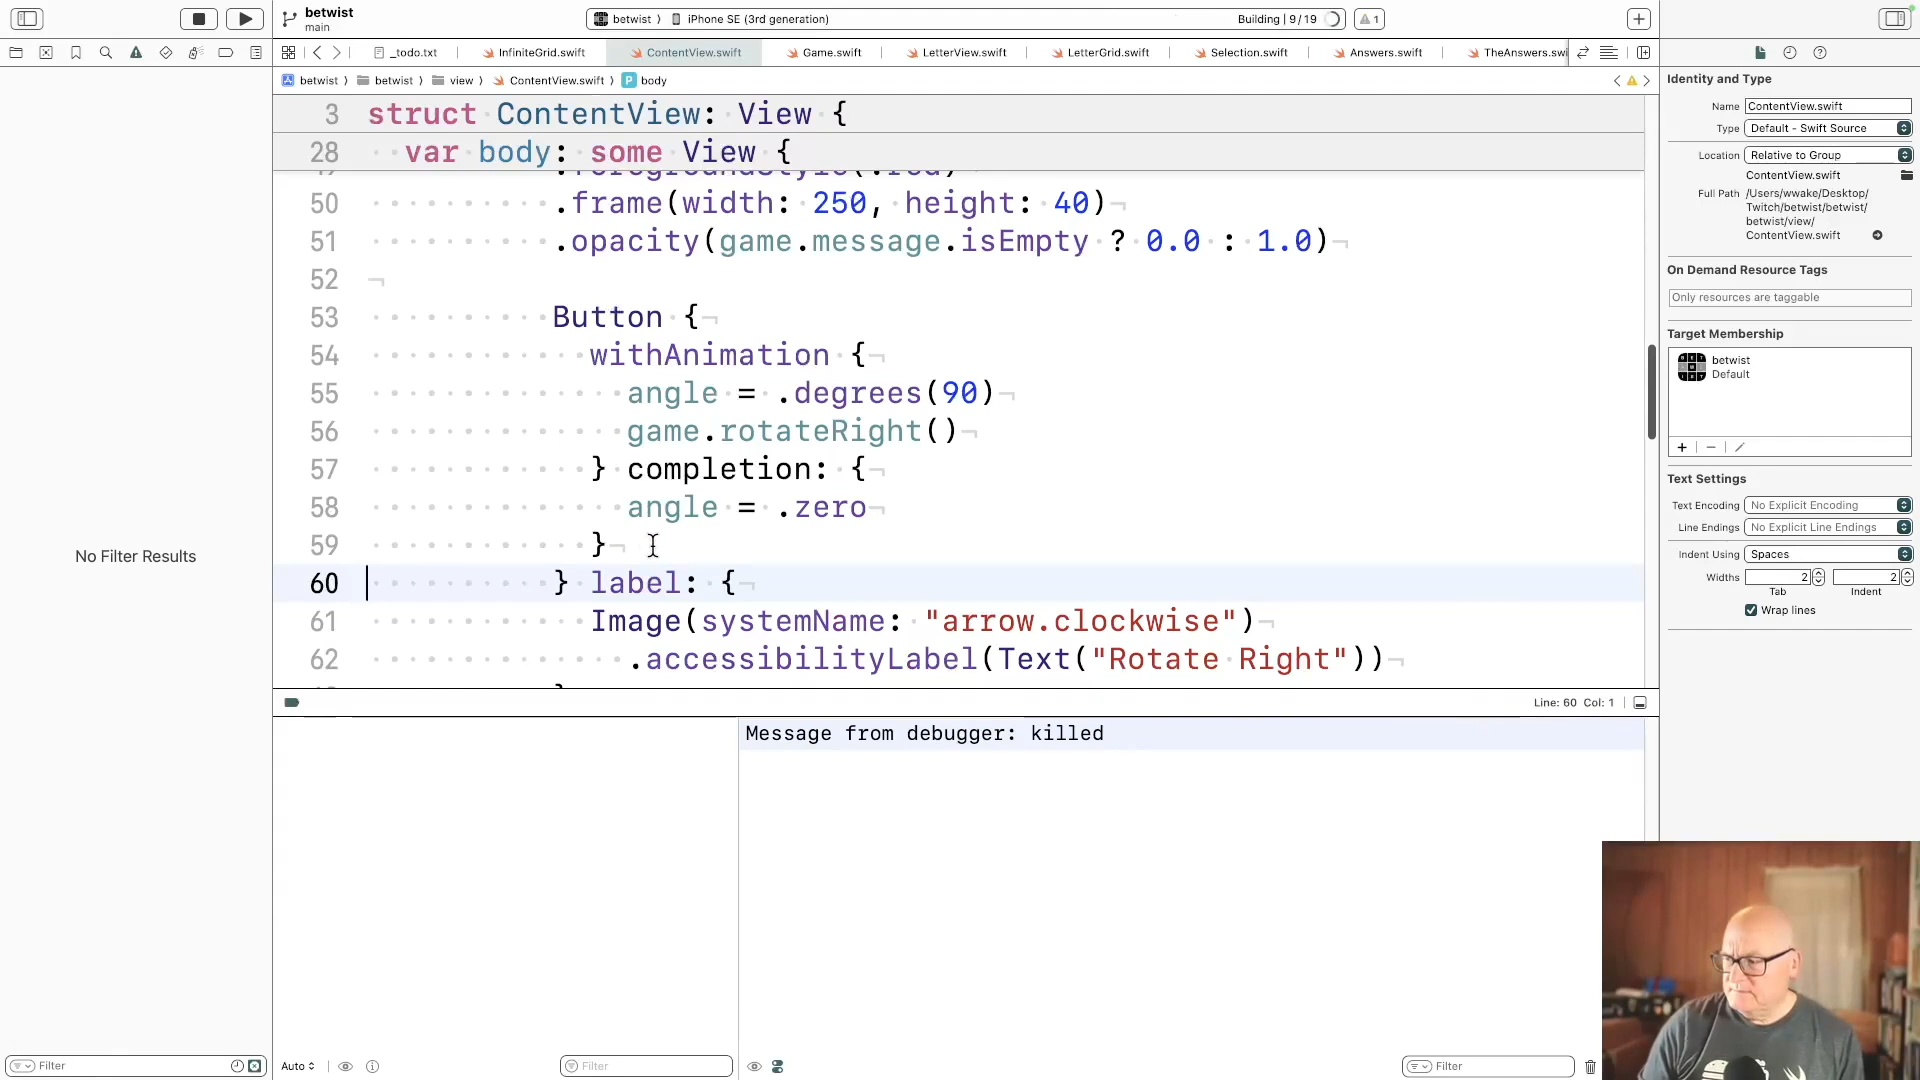 betwist
main
betwist ⟩ iPhone SE (3rd generation)
Building | 9/19
1
_todo.txt
InfiniteGrid.swift
ContentView.swift
Game.swift
LetterView.swift
LetterGrid.swift
Selection.swift
Answers.swift
TheAnswers.swi
betwist ⟩ betwist ⟩ view ⟩ ContentView.swift ⟩ P body
3 struct ContentView: View {
28 var body: some View {
50 .frame(width: 250, height: 40)
51 .opacity(game.message.isEmpty ? 0.0 : 1.0)
52
53 Button {
54 withAnimation {
55 angle = .degrees(90)
56 game.rotateRight()
57 } completion: {
58 angle = .zero
59 }
60 } label: {
61 Image(systemName: "arrow.clockwise")
62 .accessibilityLabel(Text("Rotate Right"))
Line: 60 Col: 1
Message from debugger: killed
No Filter Results
Filter
Auto
Filter
Filter
Identity and Type
Name ContentView.swift
Type Default - Swift Source
Location Relative to Group
ContentView.swift
Full Path /Users/wwake/Desktop/
Twitch/betwist/betwist/
betwist/view/
ContentView.swift
On Demand Resource Tags
Only resources are taggable
Target Membership
betwist
Default
Text Settings
Text Encoding No Explicit Encoding
Line Endings No Explicit Line Endings
Indent Using Spaces
Widths 2 2
Tab Indent
Wrap lines